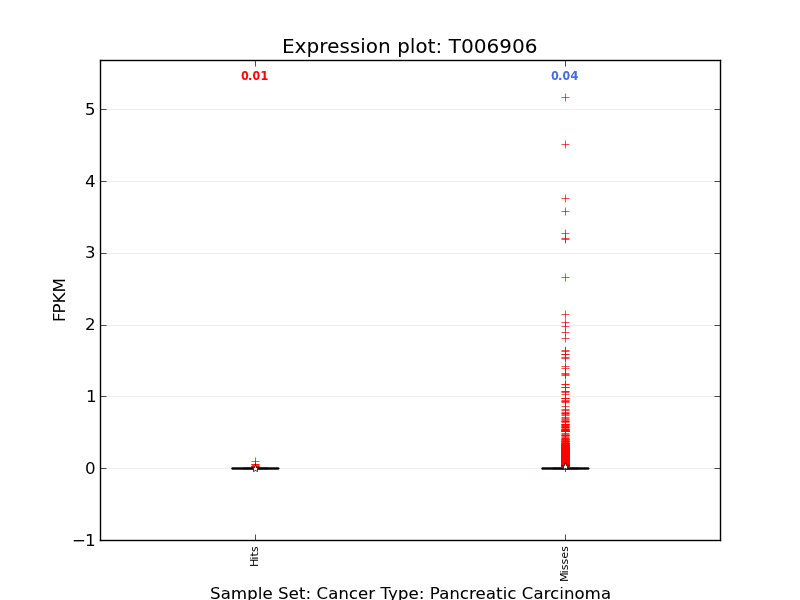 Expression plot: T006906
0.01
0.04
5
4
3
2
1
0
−1
FPKM
Hits
Misses
Sample Set: Cancer Type: Pancreatic Carcinoma